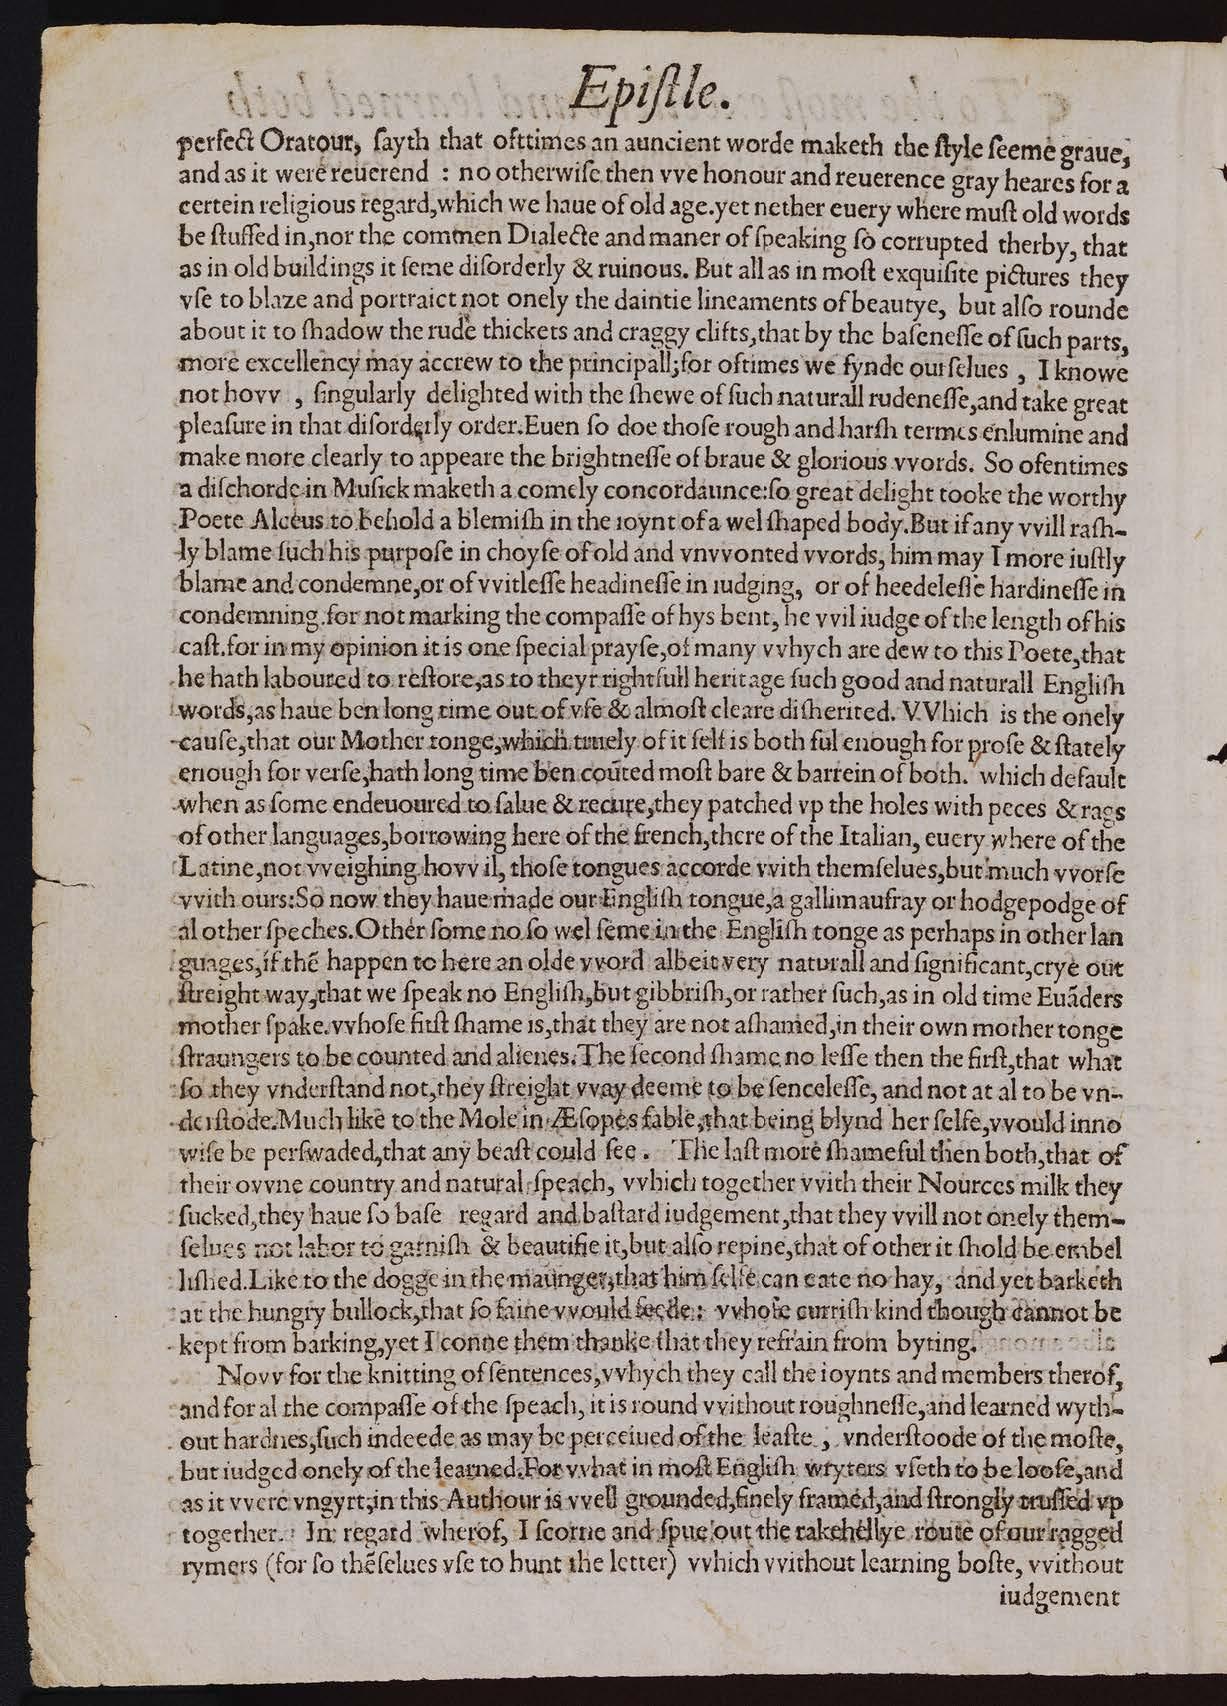 Epiſtle.
perfect Oratour, ſayth that ofttimes an auncient worde maketh the ſtyle ſeeme graue,
and as it were reuerend : no otherwiſe then vve honour and reuerence gray heares for a
certein religious regard,which we haue of old age.yet nether euery where muſt old words
be ſtuffed in,nor the commen Dialecte and maner of ſpeaking ſo corrupted therby, that
as in old buildings it ſeme diſorderly & ruinous. But all as in moſt exquiſite pictures they
vſe to blaze and portraict not onely the daintie lineaments of beautye, but alſo rounde
about it to ſhadow the rude thickets and craggy clifts,that by the baſeneſſe of ſuch parts,
more excellency may accrew to the principall;for oftimes we fynde ourſelues , I knowe
not hovv , ſingularly delighted with the ſhewe of ſuch naturall rudeneſſe,and take great
pleaſure in that diſorderly order.Euen ſo doe thoſe rough and harſh termes enlumine and
make more clearly to appeare the brightneſſe of braue & glorious vvords. So ofentimes
a diſchorde in Muſick maketh a comely concordaunce:ſo great delight tooke the worthy
Poete Alceus to behold a blemiſh in the ioynt of a wel ſhaped body.But if any vvill raſh-
ly blame ſuch his purpoſe in choyſe of old and vnvvonted vvords, him may I more iuſtly
blame and condemne,or of vvitleſſe headineſſe in iudging, or of heedeleſſe hardineſſe in
condemning.for not marking the compaſſe of hys bent, he vvil iudge of the length of his
caſt.for in my opinion it is one ſpecial prayſe,of many vvhych are dew to this Poete,that
he hath laboured to reſtore,as to theyr rightfull heritage ſuch good and naturall Engliſh
words,as haue ben long time out of vſe & almoſt cleare diſherited. VVhich is the onely
cauſe,that our Mother tonge,which truely of it ſelf is both ful enough for proſe & ſtately
enough for verſe,hath long time ben coūted moſt bare & barrein of both. which default
when as ſome endeuoured to ſalue & recure,they patched vp the holes with peces & rags
of other languages,borrowing here of the french,there of the Italian, euery where of the
Latine,not vveighing hovv il, thoſe tongues accorde vvith themſelues,but much vvorſe
vvith ours:So now they haue made our Engliſh tongue,a gallimaufray or hodgepodge of
al other ſpeches.Other ſome no ſo wel ſeme in the Engliſh tonge as perhaps in other lan
guages,if thẽ happen to here an olde vvord albeit very naturall and ſignificant,crye out
ſtreight way,that we ſpeak no Engliſh,but gibbriſh,or rather ſuch,as in old time Euãders
mother ſpake.vvhoſe firſt ſhame is,that they are not aſhamed,in their own mother tonge
ſtraungers to be counted and alienes.The ſecond ſhame no leſſe then the firſt,that what
ſo they vnderſtand not,they ſtreight vvay deeme to be ſenceleſſe, and not at al to be vn-
derſtode.Much like to the Mole in Æſopes fable,that being blynd her ſelfe,vvould in no
wiſe be perſwaded,that any beaſt could ſee . The laſt more ſhameful then both,that of
their ovvne country and natural ſpeach, vvhich together vvith their Nources milk they
ſucked,they haue ſo baſe regard and baſtard iudgement,that they vvill not onely them-
ſelues not labor to garniſh & beautifie it,but alſo repine,that of other it ſhold be embel
liſhed.Like to the dogge in the maunger,that him ſelfe can eate no hay, and yet barketh
at the hungry bullock,that ſo faine vvould feede: vvhoſe curriſh kind though cannot be
kept from barking,yet I conne them thanke that they refrain from byting.
Novv for the knitting of ſentences,vvhych they call the ioynts and members therof,
and for al the compaſſe of the ſpeach, it is round vvithout roughneſſe,and learned wyth-
out hardnes,ſuch indeede as may be perceiued of the leaſte , vnderſtoode of the moſte,
but iudged onely of the learned.For vvhat in moſt Engliſh wryters vſeth to be looſe,and
as it vvere vngyrt,in this Authour is vvell grounded,finely framed,and ſtrongly truſſed vp
together. In regard wherof, I ſcorne and ſpue out the rakehellye route of our ragged
rymers (for ſo thẽſelues vſe to hunt the letter) vvhich vvithout learning boſte, vvithout
iudgement